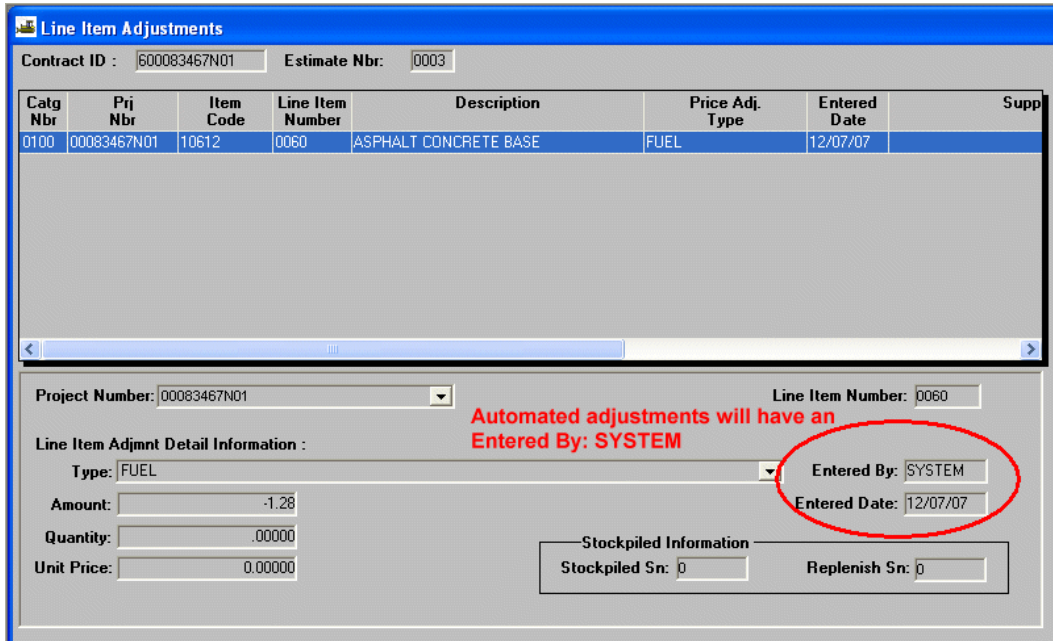 Line Item Adjustments
Contract ID : 600083467N01 Estimate Nbr: 0003
Catg Nbr Prj Nbr Item Code Line Item Number Description Price Adj. Type Entered Date Supp
0100 00083467N01 10612 0060 ASPHALT CONCRETE BASE FUEL 12/07/07
Project Number: 00083467N01 Line Item Number: 0060
Automated adjustments will have an
Entered By: SYSTEM
Line Item Adjmnt Detail Information :
Type: FUEL Entered By: SYSTEM
Amount: -1.28 Entered Date: 12/07/07
Quantity: .00000 Stockpiled Information
Unit Price: 0.00000 Stockpiled Sn: 0 Replenish Sn: 0